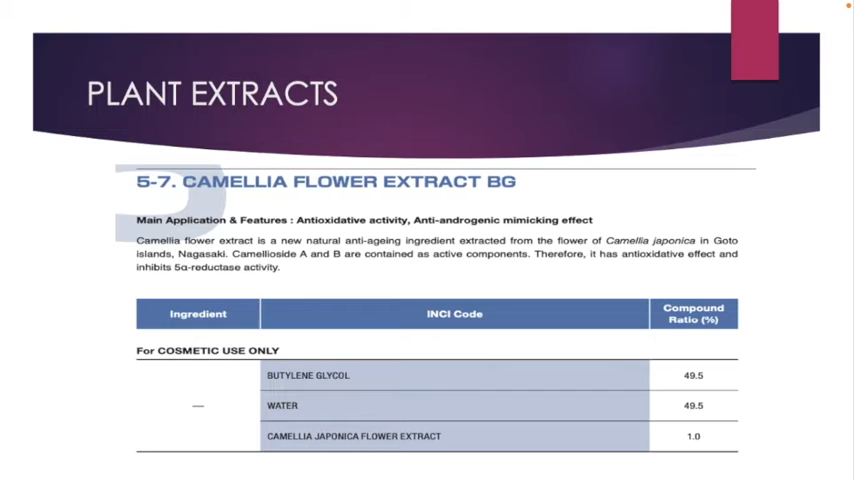 PLANT EXTRACTS
5-7. CAMELLIA FLOWER EXTRACT BG
Main Application & Features : Antioxidative activity, Anti-androgenic mimicking effect
Camellia flower extract is a new natural anti-ageing ingredient extracted from the flower of Camellia japonica in Goto
islands, Nagasaki. Camellioside A and B are contained as active components. Therefore, it has antioxidative effect and
inhibits 5α-reductase activity.
Ingredient INCI Code Compound
Ratio (%)
For COSMETIC USE ONLY
BUTYLENE GLYCOL 49.5
— WATER 49.5
CAMELLIA JAPONICA FLOWER EXTRACT 1.0